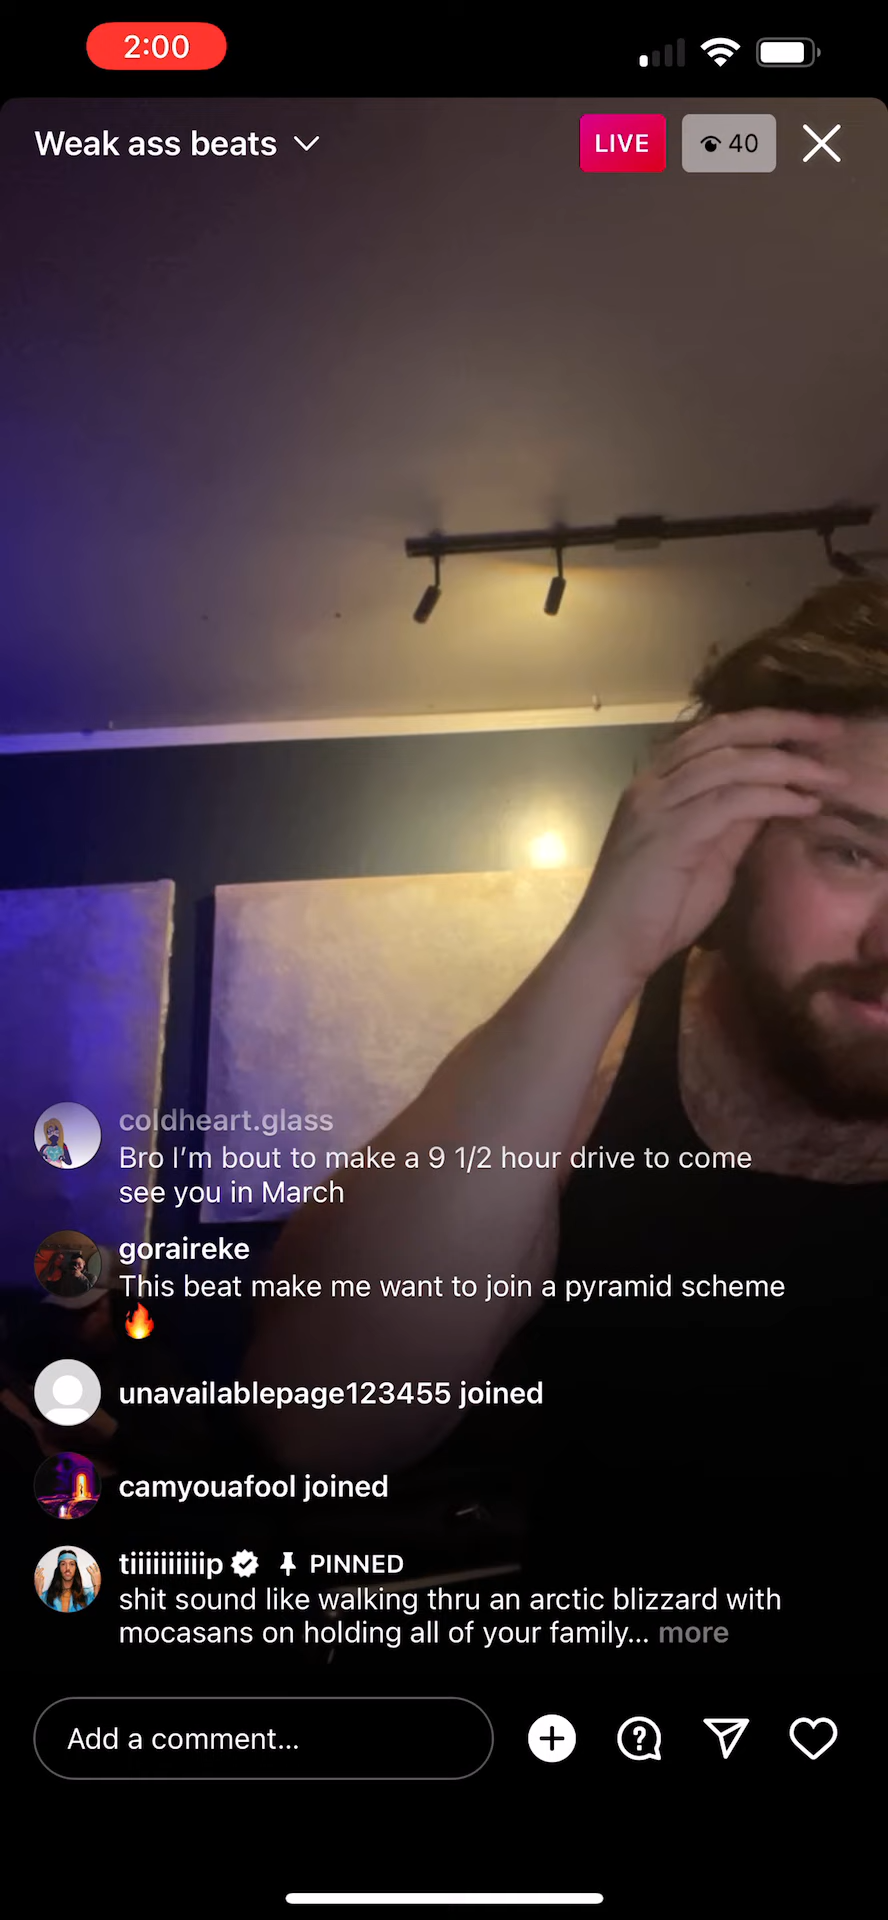 2:00
Weak ass beats
LIVE
40
coldheart.glass
Bro I’m bout to make a 9 1/2 hour drive to come
see you in March
goraireke
This beat make me want to join a pyramid scheme
🔥
unavailablepage123455 joined
camyouafool joined
tiiiiiiiiiip PINNED
shit sound like walking thru an arctic blizzard with
mocasans on holding all of your family... more
Add a comment...